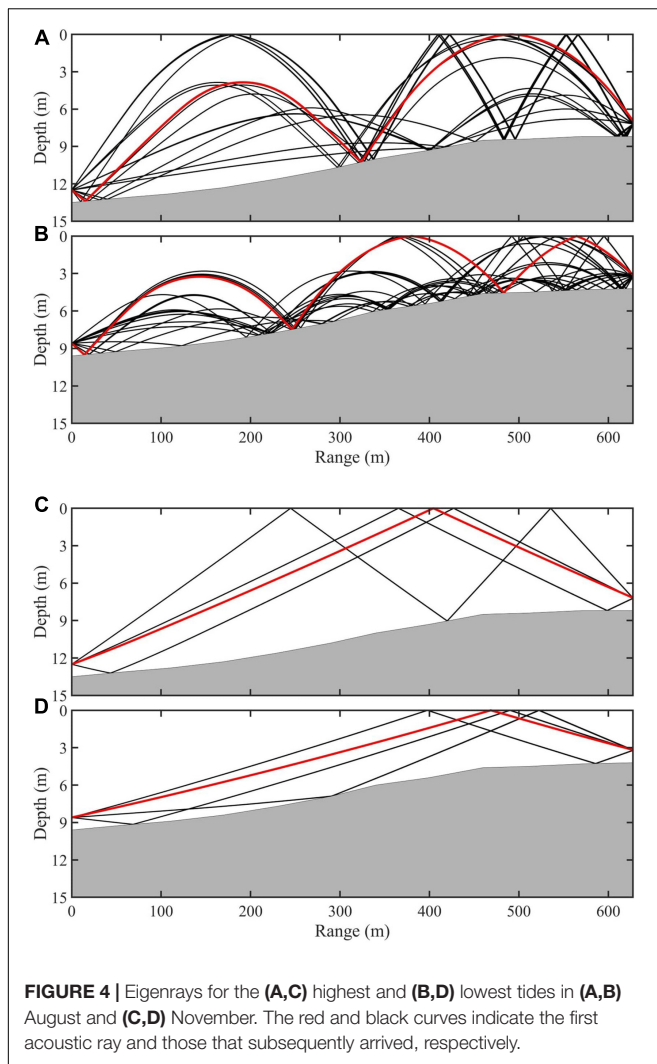 A
0
3
6
9
12
15
Depth (m)
B
0
3
6
9
12
15
Depth (m)
0 100 200 300 400 500 600
Range (m)
C
0
3
6
9
12
15
Depth (m)
D
0
3
6
9
12
15
Depth (m)
0 100 200 300 400 500 600
Range (m)
FIGURE 4 | Eigenrays for the (A,C) highest and (B,D) lowest tides in (A,B)
August and (C,D) November. The red and black curves indicate the first
acoustic ray and those that subsequently arrived, respectively.